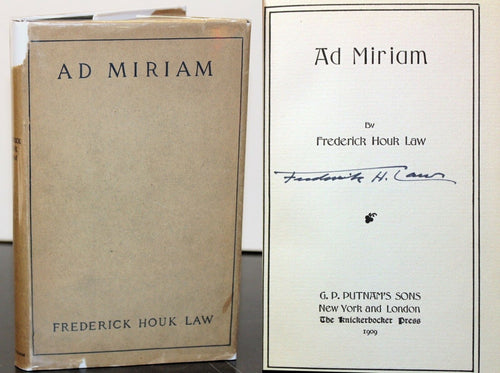 AD MIRIAM
FREDERICK HOUK LAW
Ad Miriam
By
Frederick Houk Law
Frederick H. Law
G. P. PUTNAM'S SONS
New York and London
The Knickerbocker Press
1909